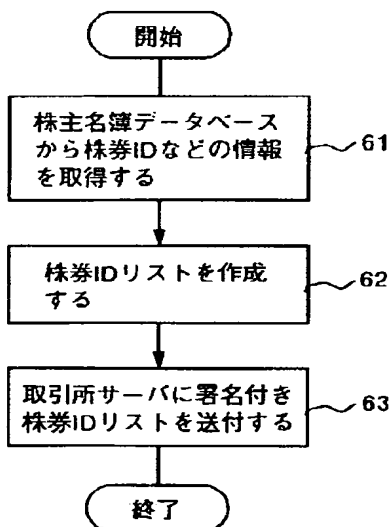 開始
株主名簿データベース
から株券IDなどの情報
を取得する
61
株券IDリストを作成
する
62
取引所サーバに署名付き
株券IDリストを送付する
63
終了